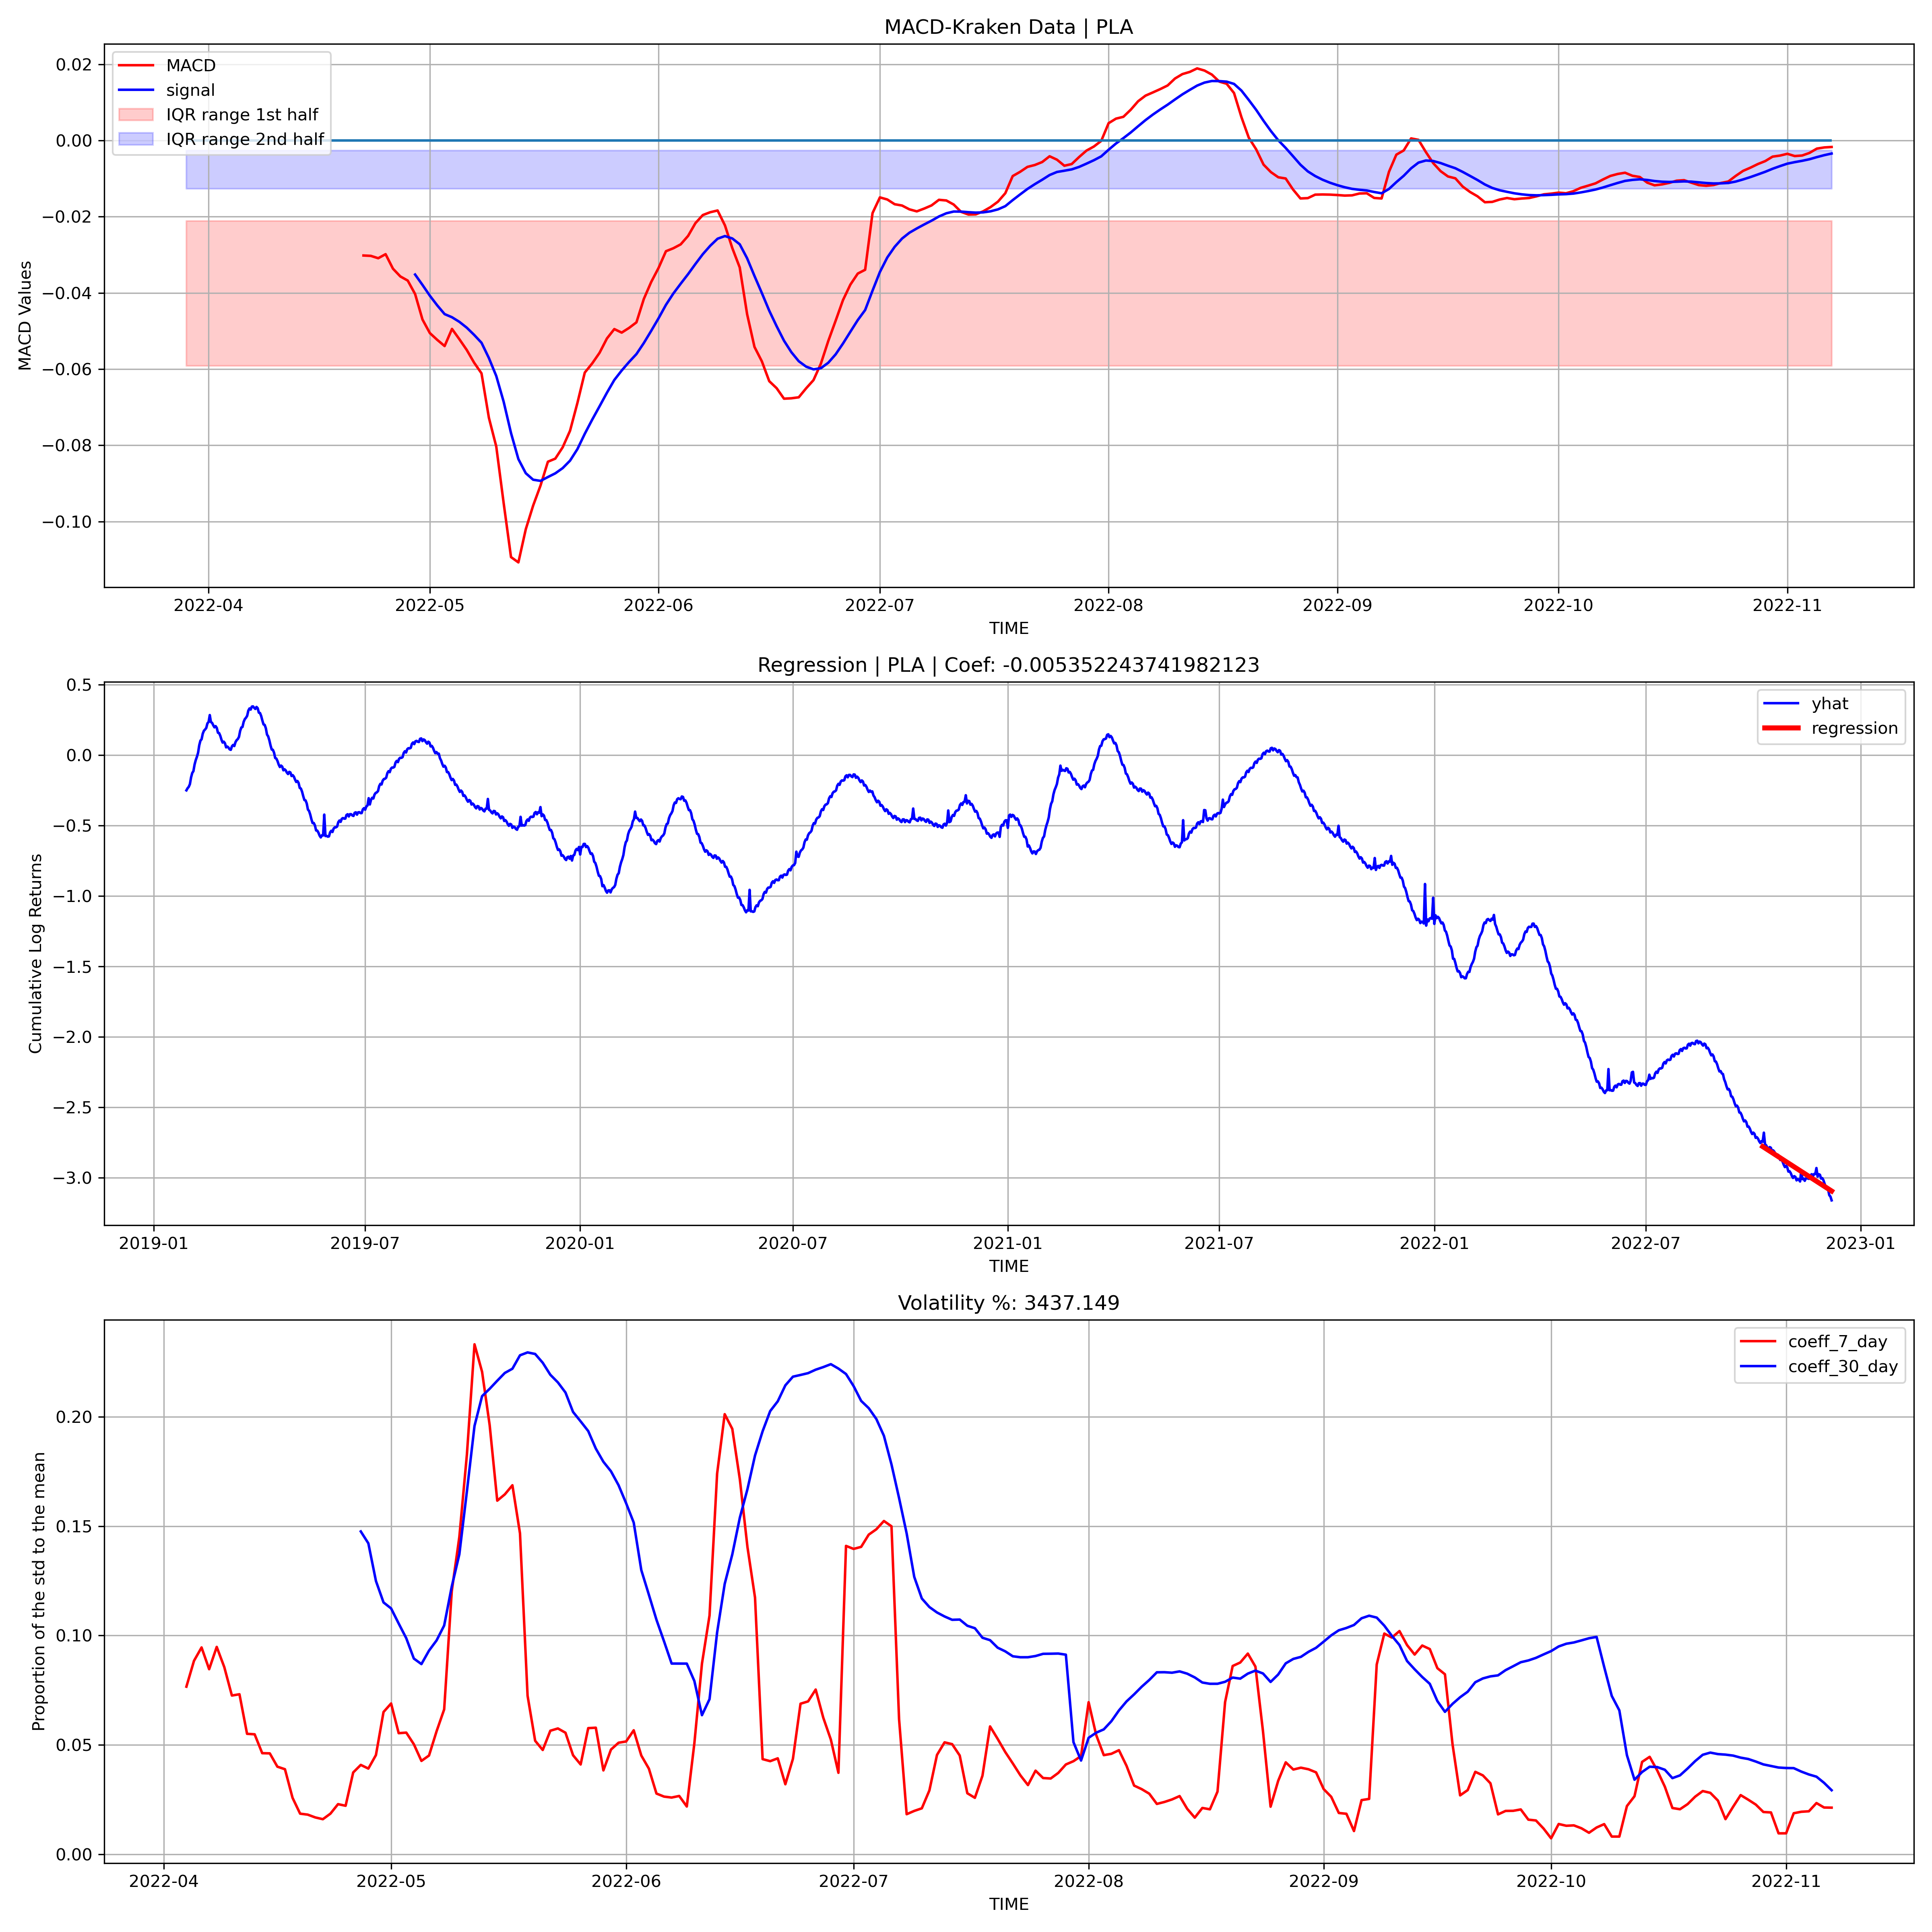 MACD-Kraken Data | PLA
MACD
signal
IQR range 1st half
IQR range 2nd half
MACD Values
0.02
0.00
−0.02
−0.04
−0.06
−0.08
−0.10
2022-04 2022-05 2022-06 2022-07 2022-08 2022-09 2022-10 2022-11
TIME
Regression | PLA | Coef: -0.005352243741982123
yhat
regression
Cumulative Log Returns
0.5
0.0
−0.5
−1.0
−1.5
−2.0
−2.5
−3.0
2019-01 2019-07 2020-01 2020-07 2021-01 2021-07 2022-01 2022-07 2023-01
TIME
Volatility %: 3437.149
coeff_7_day
coeff_30_day
Proportion of the std to the mean
0.20
0.15
0.10
0.05
0.00
2022-04 2022-05 2022-06 2022-07 2022-08 2022-09 2022-10 2022-11
TIME